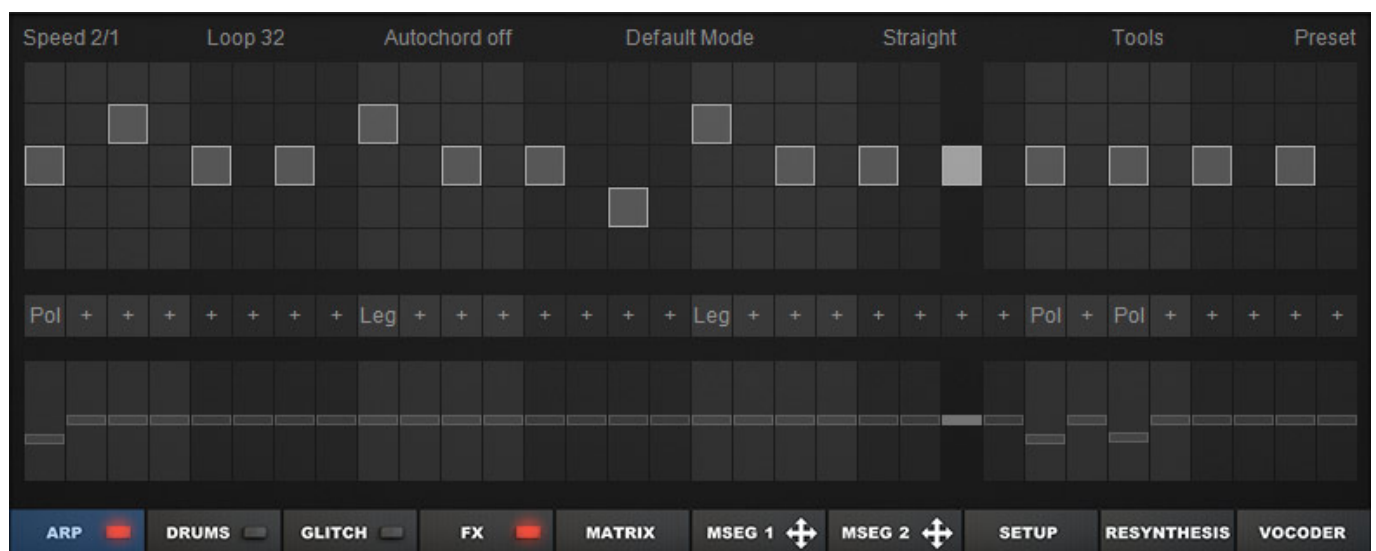 Speed 2/1 Loop 32 Autochord off Default Mode Straight Tools Preset
Pol + + + + + + + Leg + + + + + + + Leg + + + + + + + Pol + Pol + + + + +
ARP DRUMS GLITCH FX MATRIX MSEG 1 MSEG 2 SETUP RESYNTHESIS VOCODER